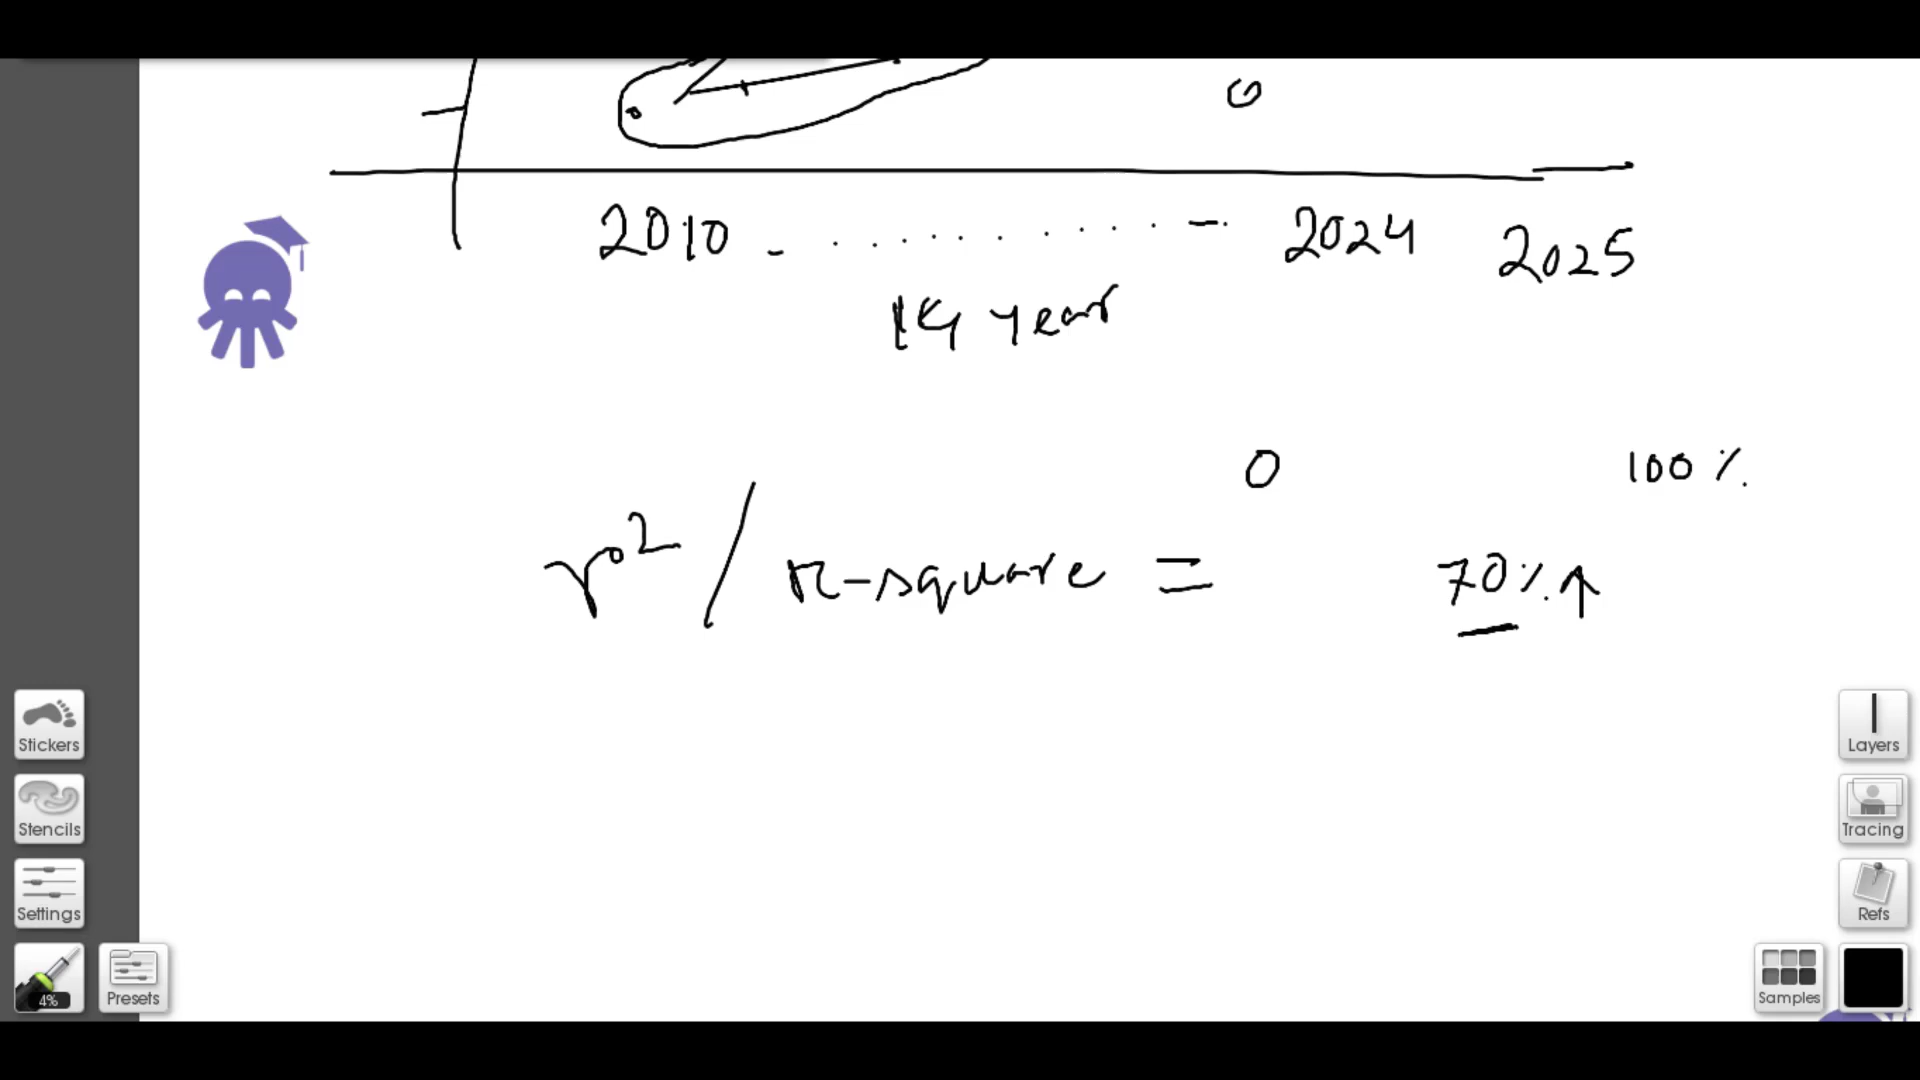 2010 - ........... -. 2024 2025
14 year
0 100 %
r² / R-square = 70% ↑
Stickers
Layers
Stencils
Tracing
Settings
Refs
4%
Presets
Samples